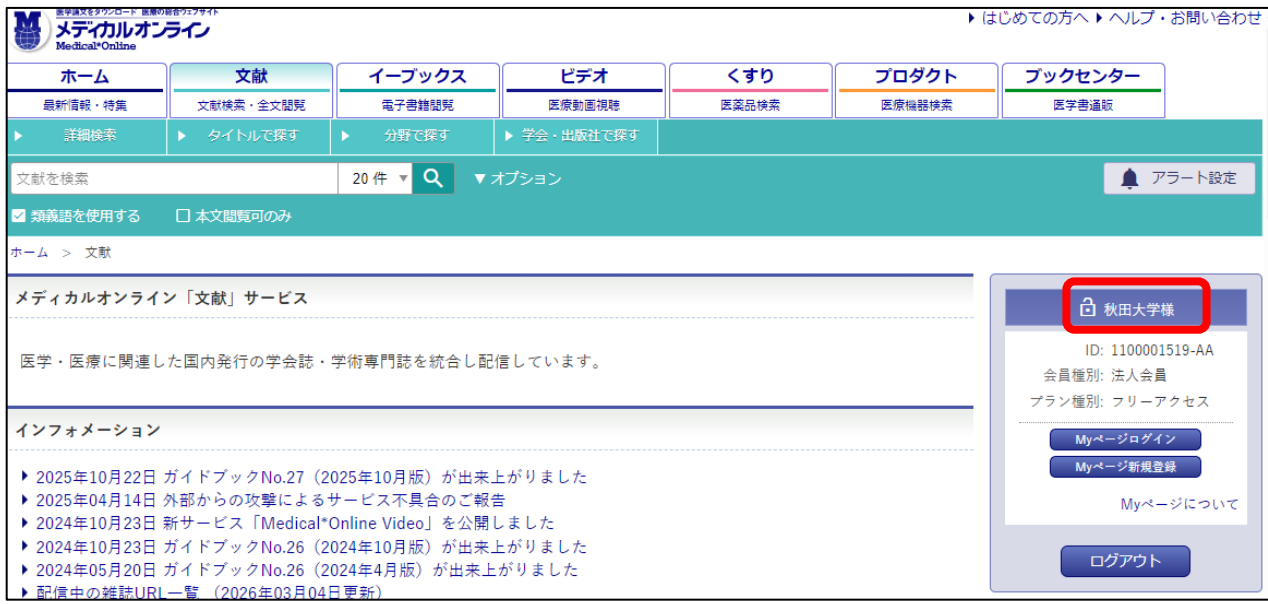 医学論文をダウンロード 医療の総合ウェブサイト
メディカルオンライン
Medical*Online
はじめての方へ ヘルプ・お問い合わせ
ホーム 文献 イーブックス ビデオ くすり プロダクト ブックセンター
最新情報・特集 文献検索・全文閲覧 電子書籍閲覧 医療動画視聴 医薬品検索 医療機器検索 医学書通販
詳細検索 タイトルで探す 分野で探す 学会・出版社で探す
文献を検索 20 件 ▼ ▼オプション アラート設定
類義語を使用する 本文閲覧可のみ
ホーム > 文献
メディカルオンライン「文献」サービス
医学・医療に関連した国内発行の学会誌・学術専門誌を統合し配信しています。
インフォメーション
2025年10月22日 ガイドブックNo.27（2025年10月版）が出来上がりました
2025年04月14日 外部からの攻撃によるサービス不具合のご報告
2024年10月23日 新サービス「Medical*Online Video」を公開しました
2024年10月23日 ガイドブックNo.26（2024年10月版）が出来上がりました
2024年05月20日 ガイドブックNo.26（2024年4月版）が出来上がりました
配信中の雑誌URL一覧 （2026年03月04日更新）
秋田大学様
ID: 1100001519-AA
会員種別: 法人会員
プラン種別: フリーアクセス
Myページログイン
Myページ新規登録
Myページについて
ログアウト